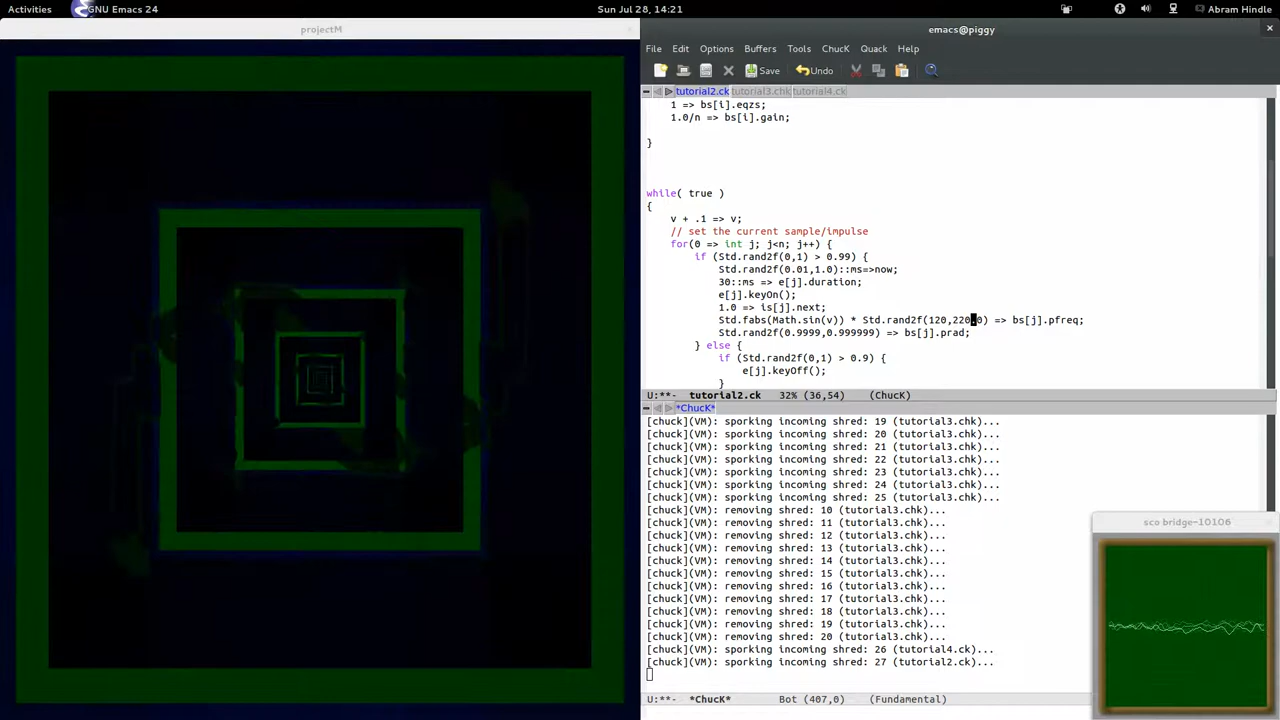 Activities GNU Emacs 24 Sun Jul 28, 14:21 Abram Hindle
projectM
emacs@piggy
File Edit Options Buffers Tools ChucK Quack Help
Save Undo
tutorial2.ck tutorial3.chk tutorial4.ck
1 => bs[i].eqzs;
1.0/n => bs[i].gain;
}
while( true )
{
v + .1 => v;
// set the current sample/impulse
for(0 => int j; j<n; j++) {
if (Std.rand2f(0,1) > 0.99) {
Std.rand2f(0.01,1.0)::ms=>now;
30::ms => e[j].duration;
e[j].keyOn();
1.0 => is[j].next;
Std.fabs(Math.sin(v)) * Std.rand2f(120,220.0) => bs[j].pfreq;
Std.rand2f(0.9999,0.999999) => bs[j].prad;
} else {
if (Std.rand2f(0,1) > 0.9) {
e[j].keyOff();
}
U:**- tutorial2.ck 32% (36,54) (ChucK)
*ChucK*
[chuck](VM): sporking incoming shred: 19 (tutorial3.chk)...
[chuck](VM): sporking incoming shred: 20 (tutorial3.chk)...
[chuck](VM): sporking incoming shred: 21 (tutorial3.chk)...
[chuck](VM): sporking incoming shred: 22 (tutorial3.chk)...
[chuck](VM): sporking incoming shred: 23 (tutorial3.chk)...
[chuck](VM): sporking incoming shred: 24 (tutorial3.chk)...
[chuck](VM): sporking incoming shred: 25 (tutorial3.chk)...
[chuck](VM): removing shred: 10 (tutorial3.chk)...
[chuck](VM): removing shred: 11 (tutorial3.chk)...
[chuck](VM): removing shred: 12 (tutorial3.chk)...
[chuck](VM): removing shred: 13 (tutorial3.chk)...
[chuck](VM): removing shred: 14 (tutorial3.chk)...
[chuck](VM): removing shred: 15 (tutorial3.chk)...
[chuck](VM): removing shred: 16 (tutorial3.chk)...
[chuck](VM): removing shred: 17 (tutorial3.chk)...
[chuck](VM): removing shred: 18 (tutorial3.chk)...
[chuck](VM): removing shred: 19 (tutorial3.chk)...
[chuck](VM): removing shred: 20 (tutorial3.chk)...
[chuck](VM): sporking incoming shred: 26 (tutorial4.ck)...
[chuck](VM): sporking incoming shred: 27 (tutorial2.ck)...
sco bridge-10106
U:**- *ChucK* Bot (407,0) (Fundamental)